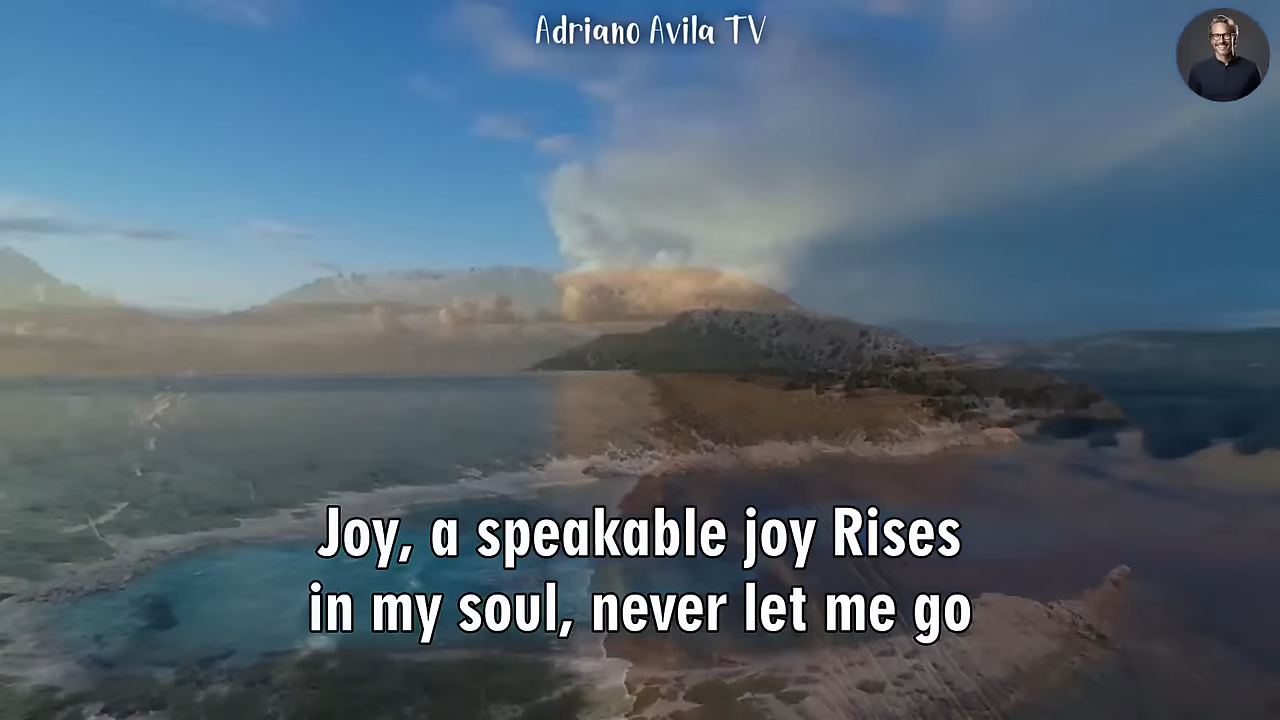 Adriano Avila TV
Joy, a speakable joy Rises
in my soul, never let me go